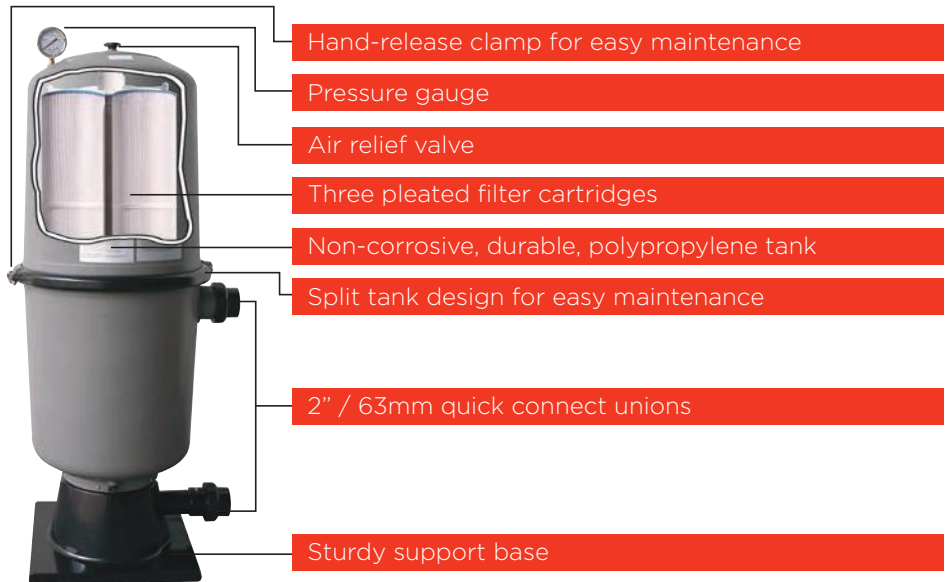 Hand-release clamp for easy maintenance
Pressure gauge
Air relief valve
Three pleated filter cartridges
Non-corrosive, durable, polypropylene tank
Split tank design for easy maintenance
2” / 63mm quick connect unions
Sturdy support base